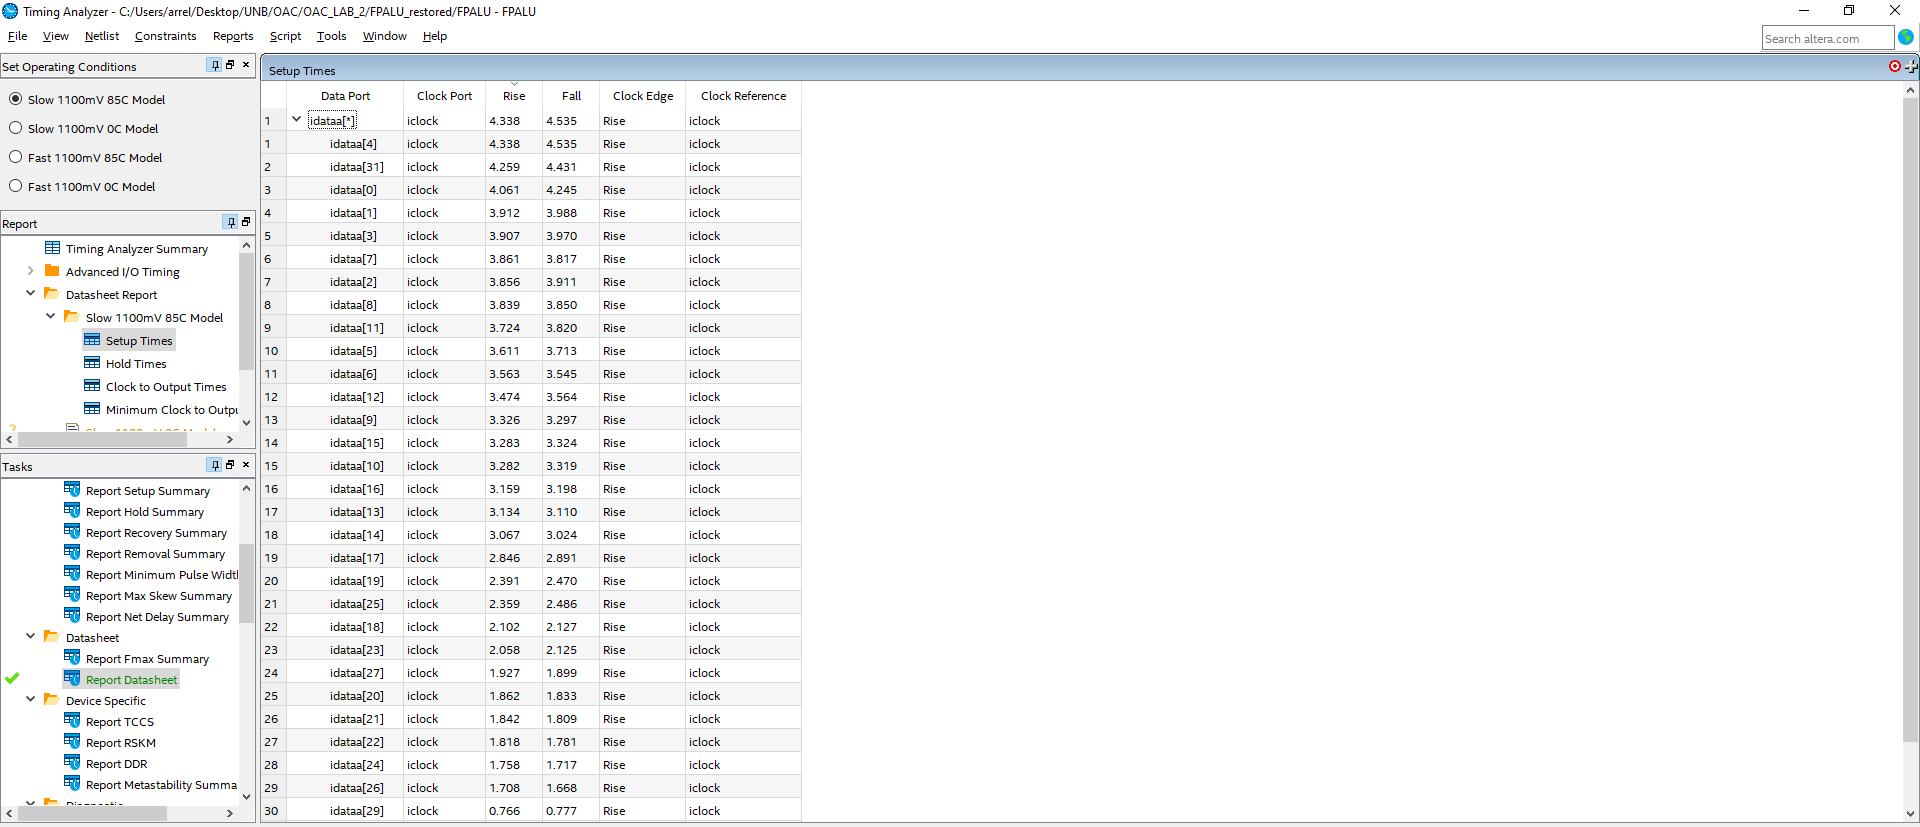 Timing Analyzer - C:/Users/arrel/Desktop/UNB/OAC/OAC_LAB_2/FPALU_restored/FPALU - FPALU
File View Netlist Constraints Reports Script Tools Window Help
Search altera.com
Set Operating Conditions
Slow 1100mV 85C Model
Slow 1100mV 0C Model
Fast 1100mV 85C Model
Fast 1100mV 0C Model
Report
Timing Analyzer Summary
Advanced I/O Timing
Datasheet Report
Slow 1100mV 85C Model
Setup Times
Hold Times
Clock to Output Times
Minimum Clock to Outpu
Tasks
Report Setup Summary
Report Hold Summary
Report Recovery Summary
Report Removal Summary
Report Minimum Pulse Widtl
Report Max Skew Summary
Report Net Delay Summary
Datasheet
Report Fmax Summary
Report Datasheet
Device Specific
Report TCCS
Report RSKM
Report DDR
Report Metastability Summa
Setup Times
Data Port Clock Port Rise Fall Clock Edge Clock Reference
1 idataa[*] iclock 4.338 4.535 Rise iclock
1 idataa[4] iclock 4.338 4.535 Rise iclock
2 idataa[31] iclock 4.259 4.431 Rise iclock
3 idataa[0] iclock 4.061 4.245 Rise iclock
4 idataa[1] iclock 3.912 3.988 Rise iclock
5 idataa[3] iclock 3.907 3.970 Rise iclock
6 idataa[7] iclock 3.861 3.817 Rise iclock
7 idataa[2] iclock 3.856 3.911 Rise iclock
8 idataa[8] iclock 3.839 3.850 Rise iclock
9 idataa[11] iclock 3.724 3.820 Rise iclock
10 idataa[5] iclock 3.611 3.713 Rise iclock
11 idataa[6] iclock 3.563 3.545 Rise iclock
12 idataa[12] iclock 3.474 3.564 Rise iclock
13 idataa[9] iclock 3.326 3.297 Rise iclock
14 idataa[15] iclock 3.283 3.324 Rise iclock
15 idataa[10] iclock 3.282 3.319 Rise iclock
16 idataa[16] iclock 3.159 3.198 Rise iclock
17 idataa[13] iclock 3.134 3.110 Rise iclock
18 idataa[14] iclock 3.067 3.024 Rise iclock
19 idataa[17] iclock 2.846 2.891 Rise iclock
20 idataa[19] iclock 2.391 2.470 Rise iclock
21 idataa[25] iclock 2.359 2.486 Rise iclock
22 idataa[18] iclock 2.102 2.127 Rise iclock
23 idataa[23] iclock 2.058 2.125 Rise iclock
24 idataa[27] iclock 1.927 1.899 Rise iclock
25 idataa[20] iclock 1.862 1.833 Rise iclock
26 idataa[21] iclock 1.842 1.809 Rise iclock
27 idataa[22] iclock 1.818 1.781 Rise iclock
28 idataa[24] iclock 1.758 1.717 Rise iclock
29 idataa[26] iclock 1.708 1.668 Rise iclock
30 idataa[29] iclock 0.766 0.777 Rise iclock